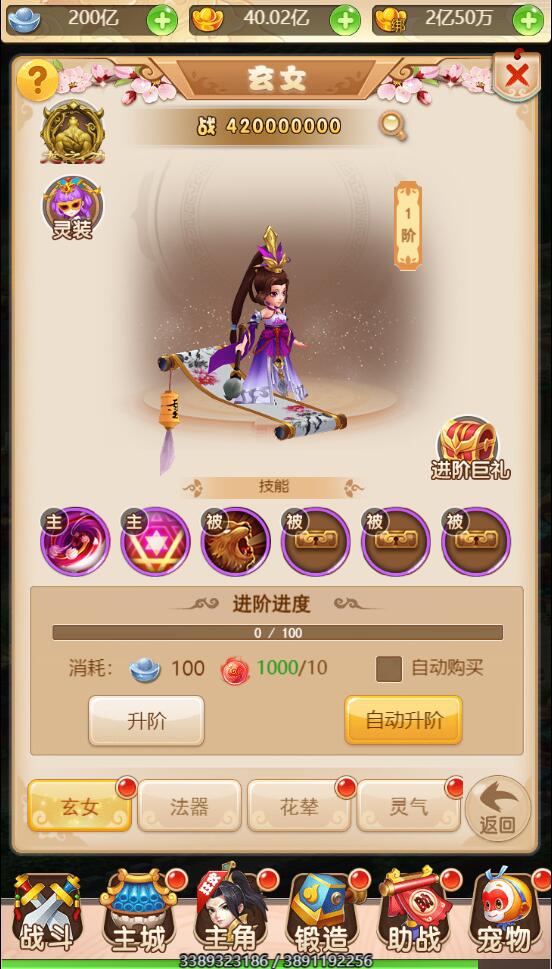 200亿
40.02亿
绑
2亿50万
玄女
?
战 420000000
灵装
1阶
进阶巨礼
技能
主
主
被
被
被
被
进阶进度
0 / 100
消耗: 100 1000/10 自动购买
升阶
自动升阶
玄女
法器
花辇
灵气
返回
战斗
主城
主角
锻造
助战
宠物
3389323186 / 3891192256